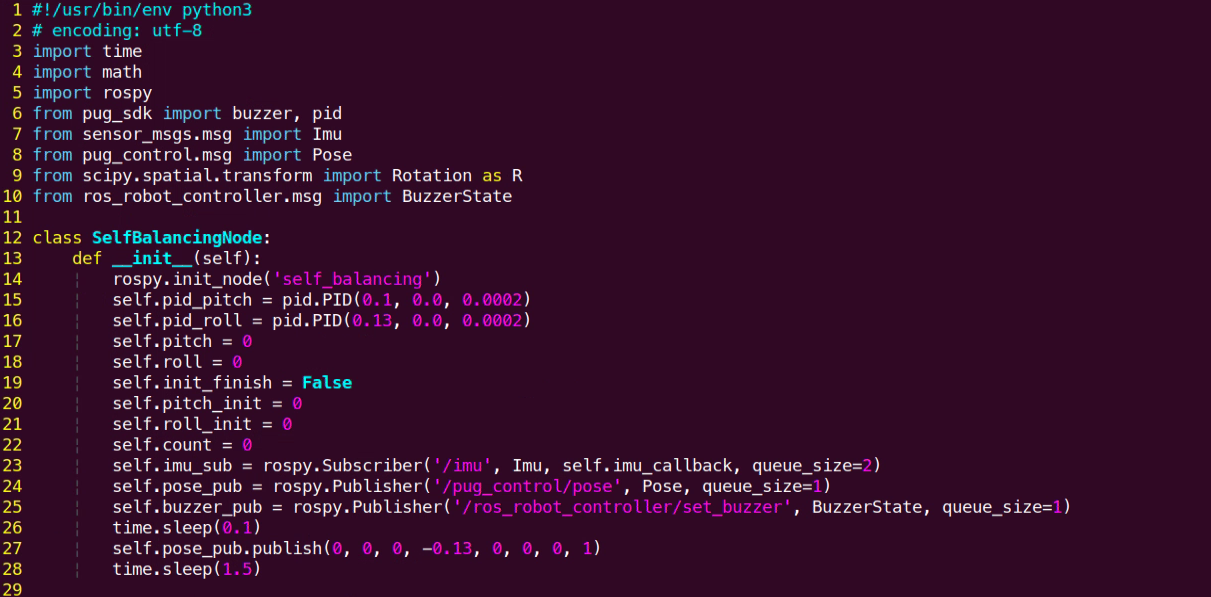 1 #!/usr/bin/env python3
2 # encoding: utf-8
3 import time
4 import math
5 import rospy
6 from pug_sdk import buzzer, pid
7 from sensor_msgs.msg import Imu
8 from pug_control.msg import Pose
9 from scipy.spatial.transform import Rotation as R
10 from ros_robot_controller.msg import BuzzerState
11
12 class SelfBalancingNode:
13     def __init__(self):
14         rospy.init_node('self_balancing')
15         self.pid_pitch = pid.PID(0.1, 0.0, 0.0002)
16         self.pid_roll = pid.PID(0.13, 0.0, 0.0002)
17         self.pitch = 0
18         self.roll = 0
19         self.init_finish = False
20         self.pitch_init = 0
21         self.roll_init = 0
22         self.count = 0
23         self.imu_sub = rospy.Subscriber('/imu', Imu, self.imu_callback, queue_size=2)
24         self.pose_pub = rospy.Publisher('/pug_control/pose', Pose, queue_size=1)
25         self.buzzer_pub = rospy.Publisher('/ros_robot_controller/set_buzzer', BuzzerState, queue_size=1)
26         time.sleep(0.1)
27         self.pose_pub.publish(0, 0, 0, -0.13, 0, 0, 0, 1)
28         time.sleep(1.5)
29